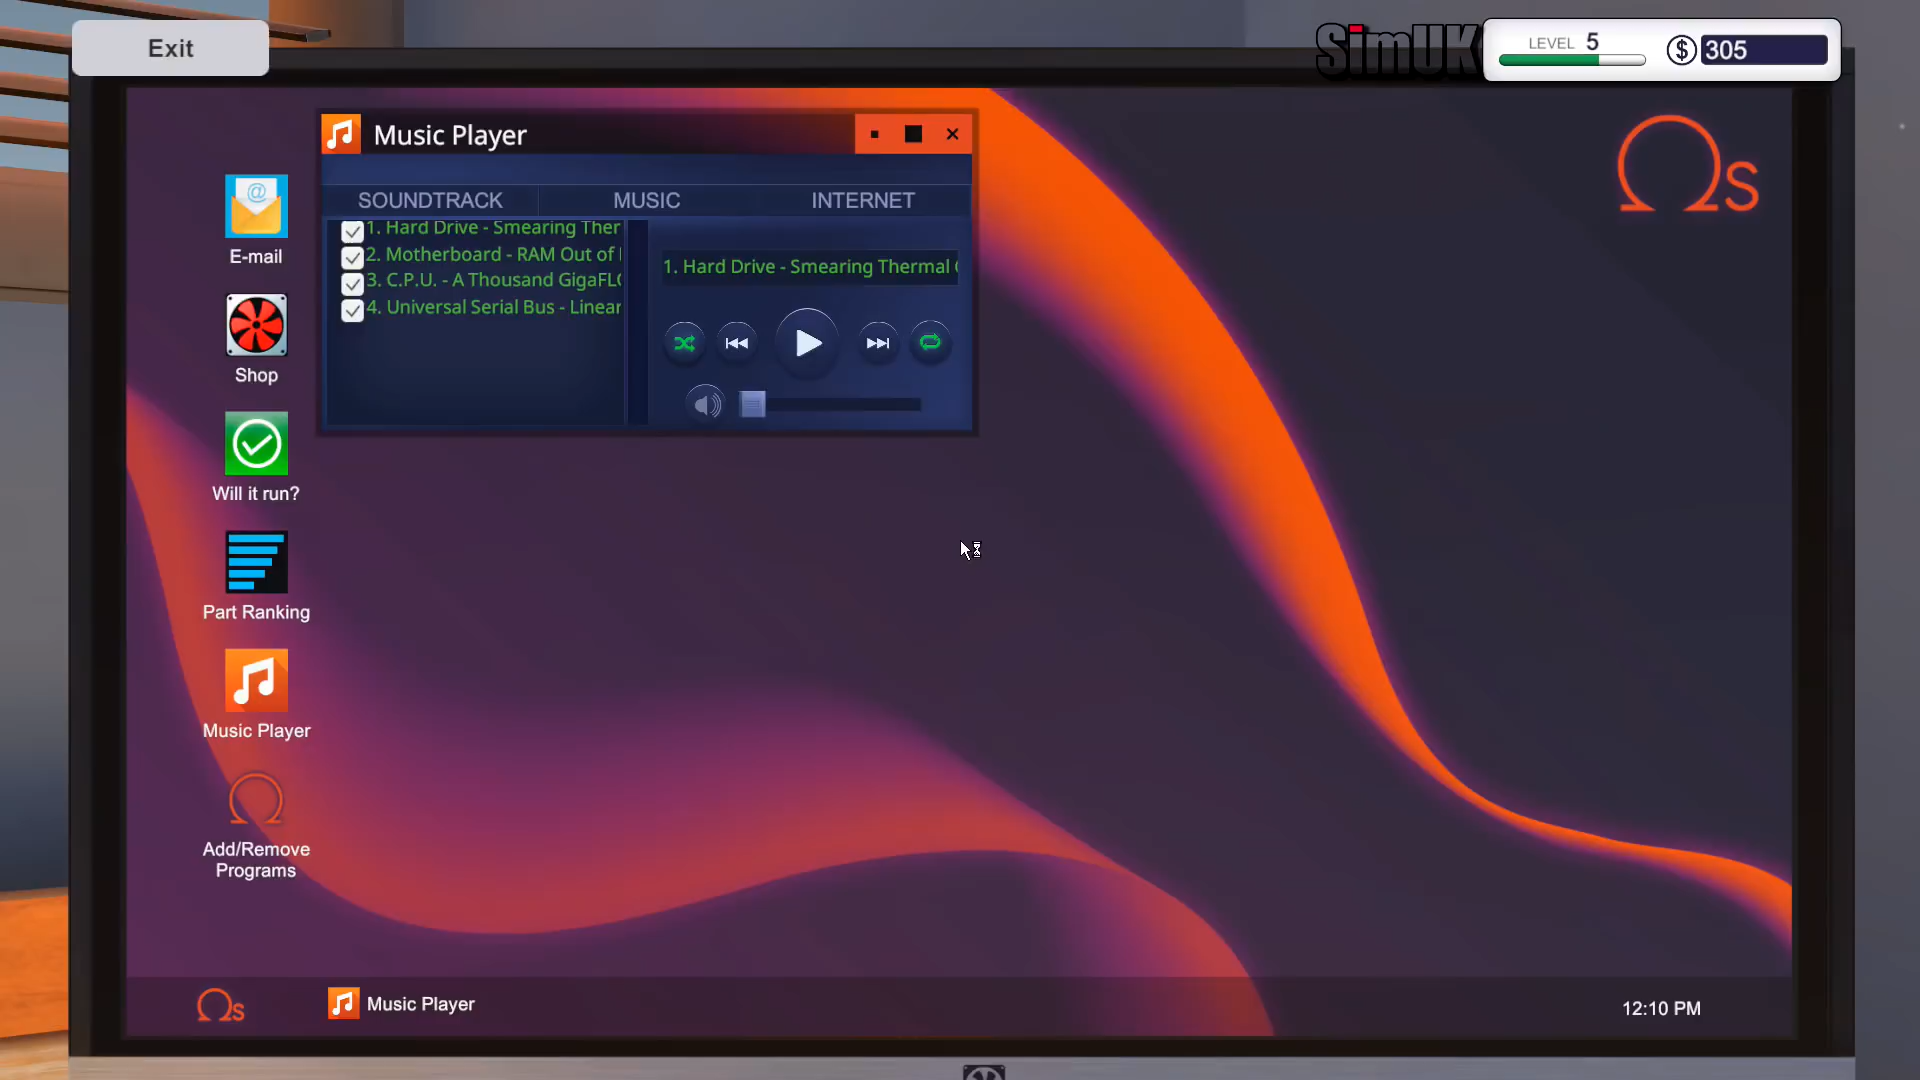 Exit
SimUK
LEVEL 5
$ 305
Music Player
SOUNDTRACK MUSIC INTERNET
1. Hard Drive - Smearing Ther
2. Motherboard - RAM Out of
3. C.P.U. - A Thousand GigaFL
4. Universal Serial Bus - Linear
1. Hard Drive - Smearing Thermal
E-mail
Shop
Will it run?
Part Ranking
Music Player
Add/Remove
Programs
Ωs
Ωs
Music Player
12:10 PM